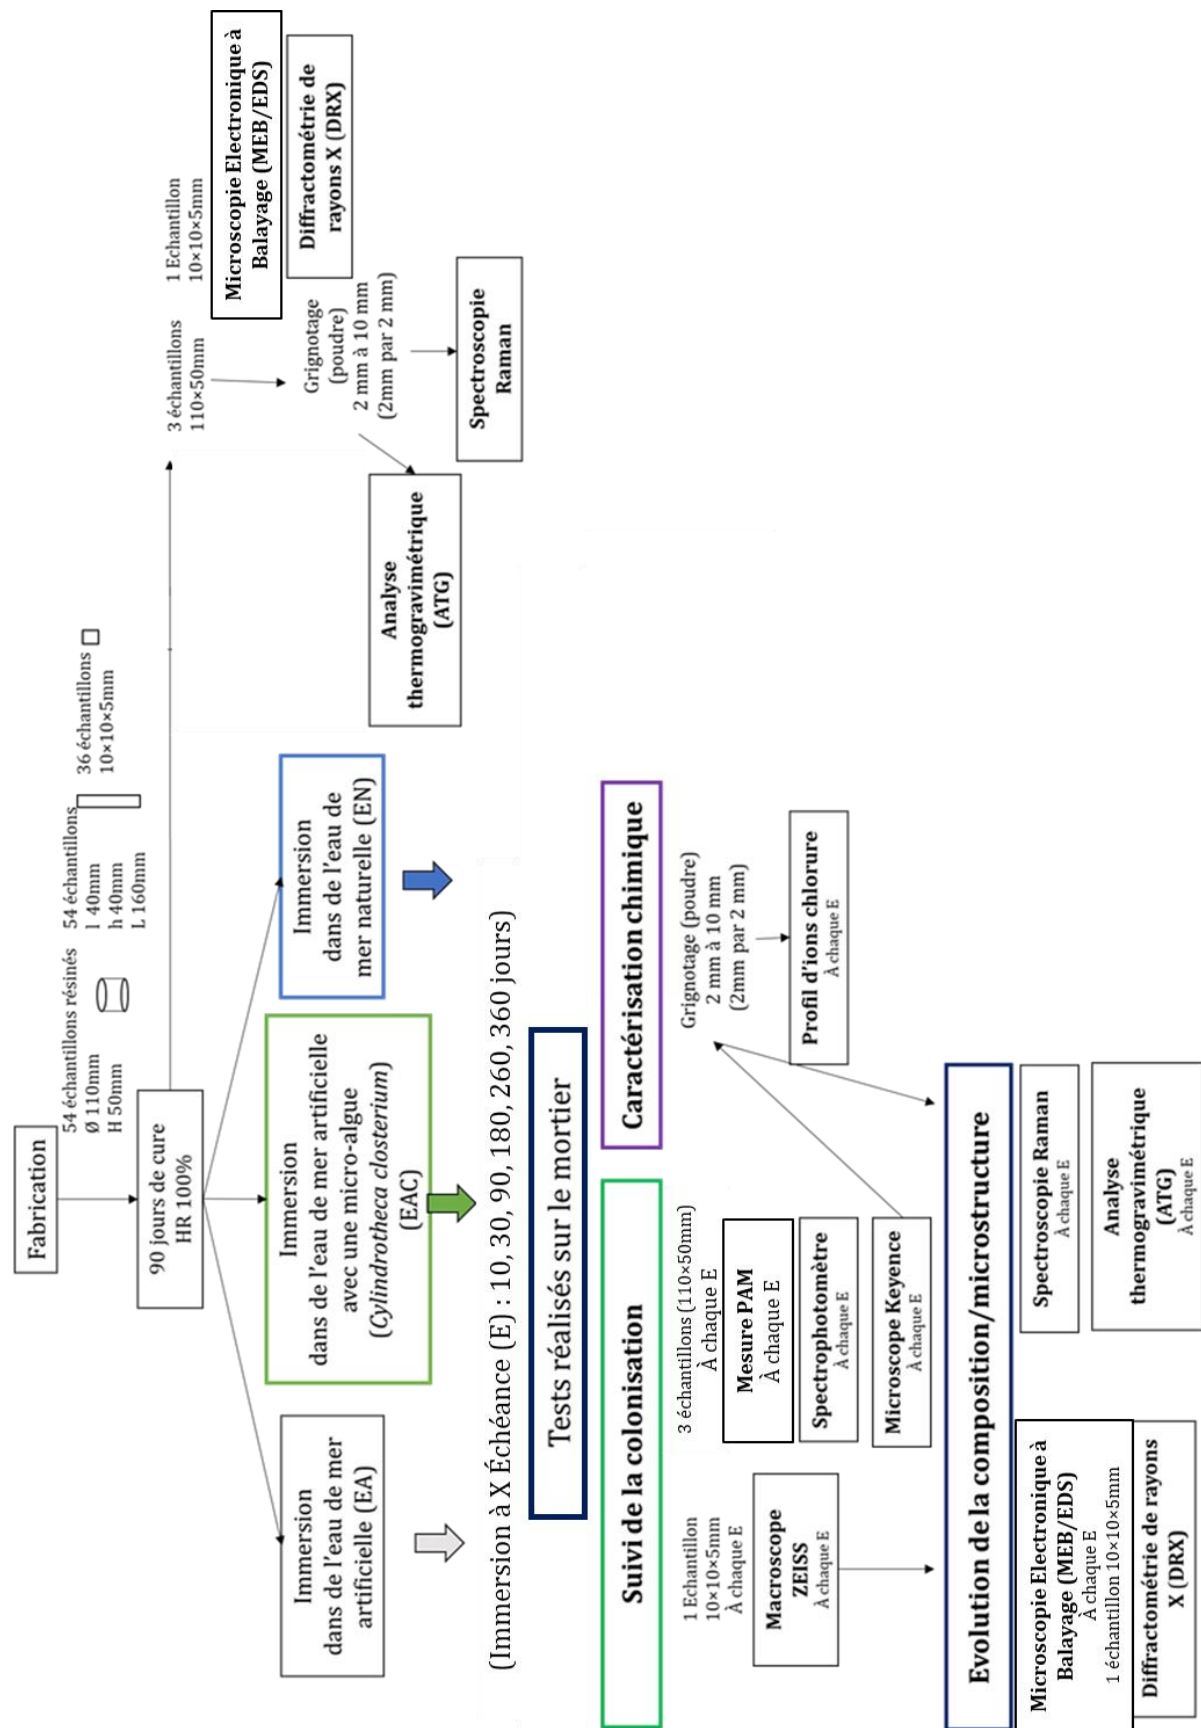 Fabrication
90 jours de cure
HR 100%
54 échantillons résinés
Ø 110mm
H 50mm
54 échantillons
l 40mm
h 40mm
L 160mm
36 échantillons
10×10×5mm
3 échantillons
110×50mm
1 Echantillon
10×10×5mm
Microscopie Electronique à
Balayage (MEB/EDS)
Diffractométrie de
rayons X (DRX)
Grignotage
(poudre)
2 mm à 10 mm
(2mm par 2 mm)
Analyse
thermogravimétrique
(ATG)
Spectroscopie
Raman
Immersion
dans de l'eau de mer
artificielle (EA)
Immersion
dans de l'eau de mer artificielle
avec une micro-algue
(Cylindrotheca closterium)
(EAC)
Immersion
dans de l'eau de
mer naturelle (EN)
(Immersion à X Échéance (E) : 10, 30, 90, 180, 260, 360 jours)
Tests réalisés sur le mortier
Suivi de la colonisation
Caractérisation chimique
1 Echantillon
10×10×5mm
À chaque E
Macroscope
ZEISS
À chaque E
3 échantillons (110×50mm)
À chaque E
Mesure PAM
À chaque E
Spectrophotomètre
À chaque E
Microscope Keyence
À chaque E
Grignotage (poudre)
2 mm à 10 mm
(2mm par 2 mm)
Profil d'ions chlorure
À chaque E
Evolution de la composition/microstructure
Microscopie Electronique à
Balayage (MEB/EDS)
À chaque E
1 échantillon 10×10×5mm
Diffractométrie de rayons
X (DRX)
Spectroscopie Raman
À chaque E
Analyse
thermogravimétrique
(ATG)
À chaque E